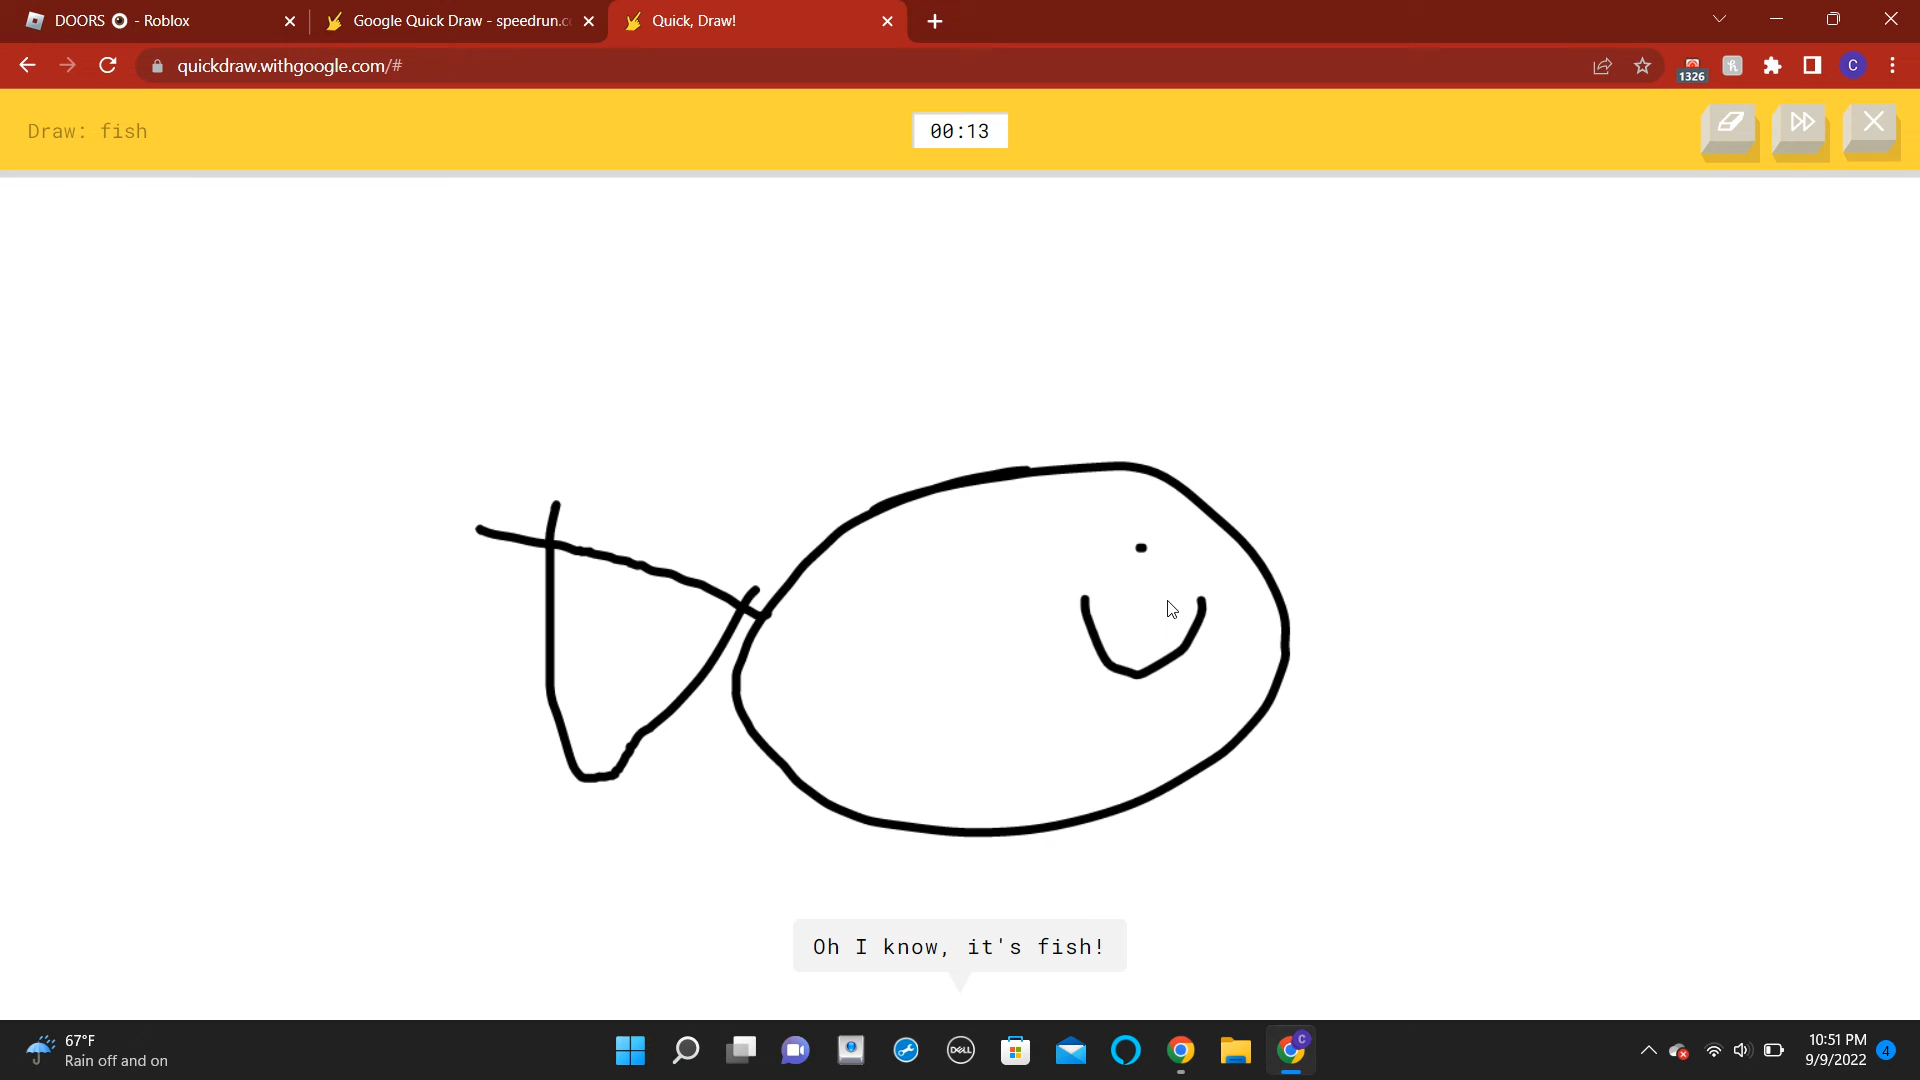 DOORS - Roblox
Google Quick Draw - speedrun.c
Quick, Draw!
quickdraw.withgoogle.com/#
1326
C
Draw: fish
00:13
Oh I know, it's fish!
67°F
Rain off and on
DELL
C
10:51 PM
9/9/2022
4